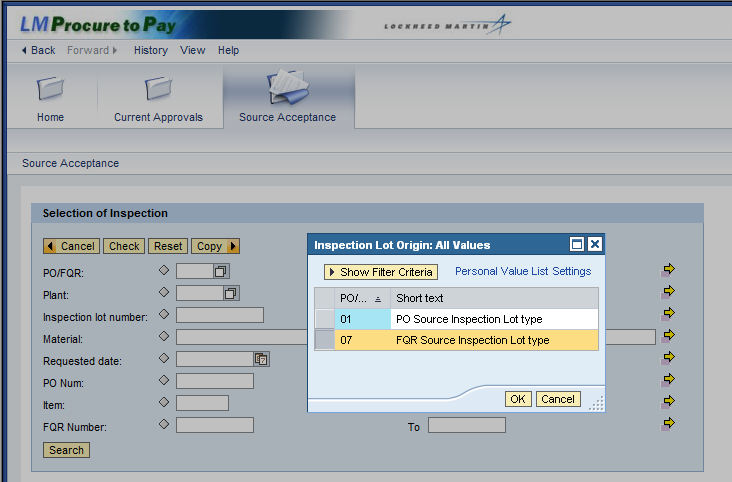 LM Procure to Pay
LOCKHEED MARTIN
Back Forward History View Help
Home Current Approvals Source Acceptance
Source Acceptance
Selection of Inspection
Cancel Check Reset Copy
Inspection Lot Origin: All Values
Show Filter Criteria Personal Value List Settings
PO/... Short text
01 PO Source Inspection Lot type
07 FQR Source Inspection Lot type
OK Cancel
PO/FQR:
Plant:
Inspection lot number:
Material:
Requested date:
PO Num:
Item:
FQR Number: To
Search